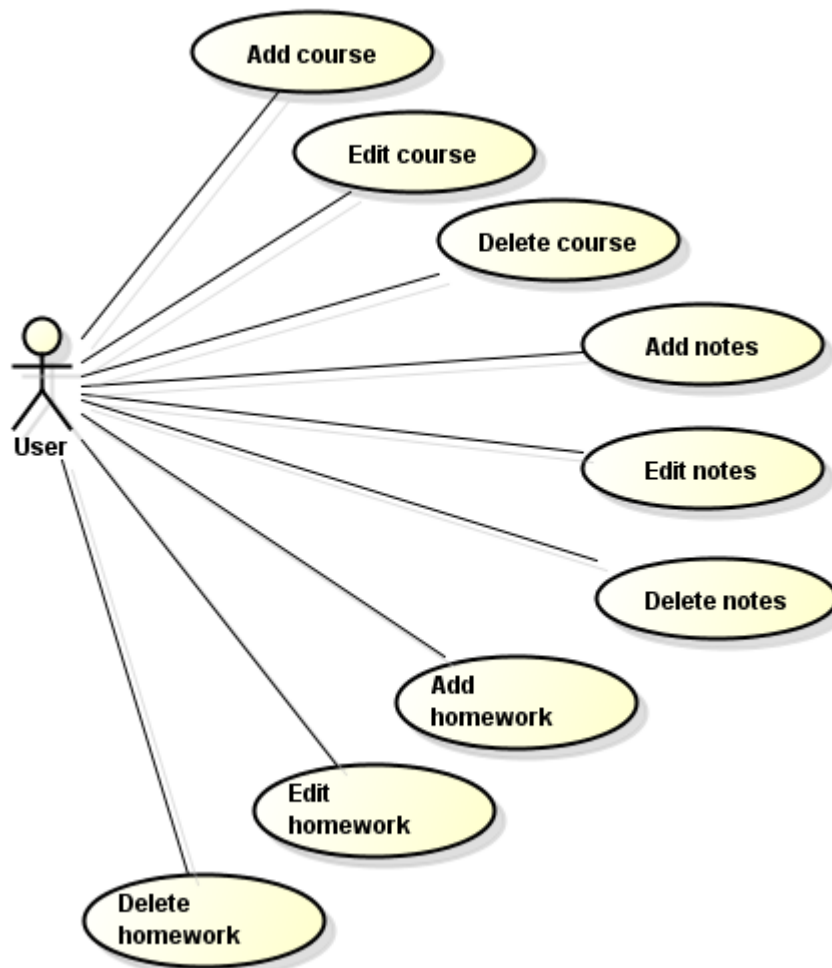 Add course
Edit course
Delete course
Add notes
User
Edit notes
Delete notes
Add
homework
Edit
homework
Delete
homework